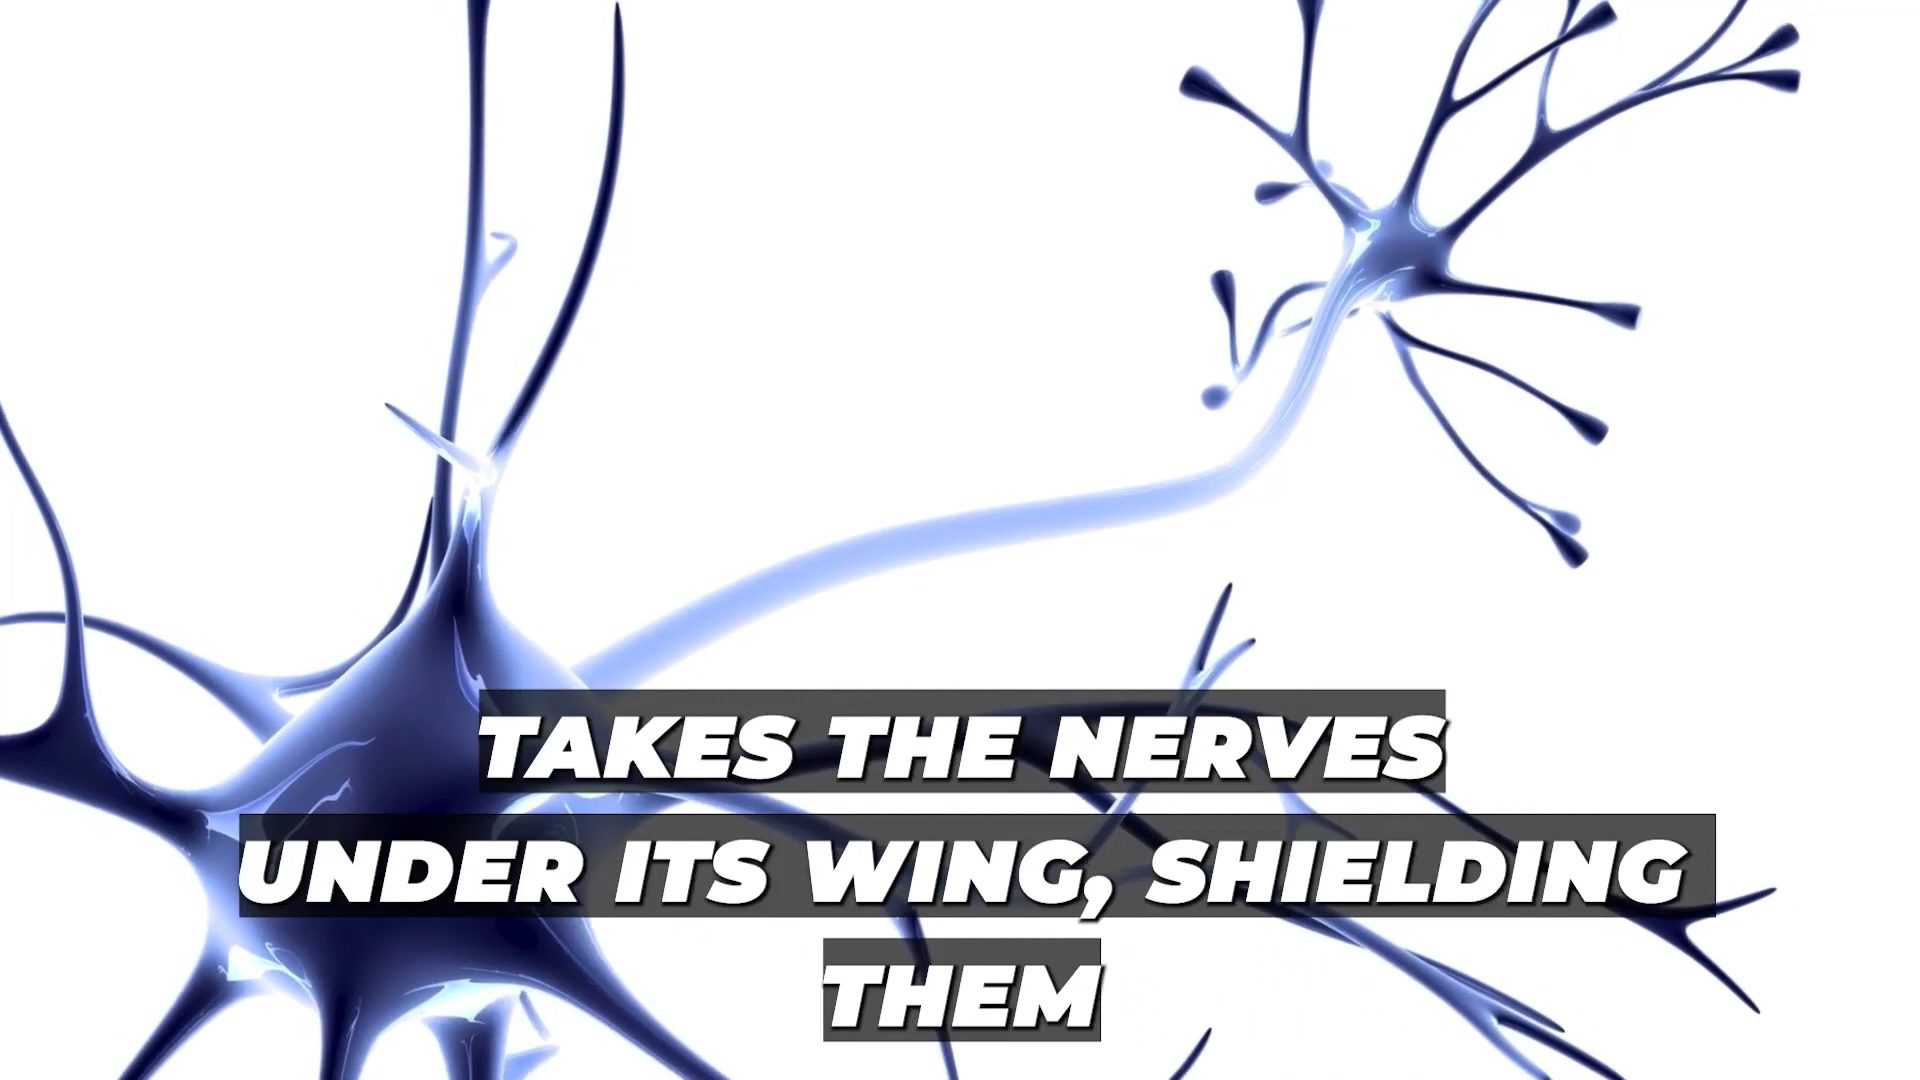 TAKES THE NERVES
UNDER ITS WING, SHIELDING
THEM